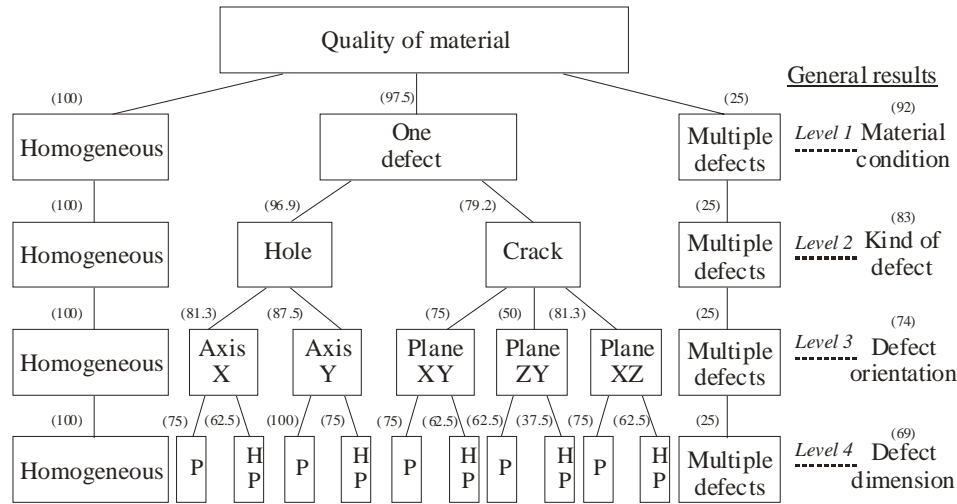 Quality of material
General results
(100)
(97.5)
(25)
(92)
Homogeneous
One
defect
Multiple
defects
Level 1
Material
condition
(100)
(96.9)
(79.2)
(25)
(83)
Homogeneous
Hole
Crack
Multiple
defects
Level 2
Kind of
defect
(100)
(81.3)
(87.5)
(75)
(50)
(81.3)
(25)
(74)
Homogeneous
Axis
X
Axis
Y
Plane
XY
Plane
ZY
Plane
XZ
Multiple
defects
Level 3
Defect
orientation
(100)
(75)
(62.5)
(100)
(75)
(75)
(62.5)
(62.5)
(37.5)
(75)
(62.5)
(25)
(69)
Homogeneous
P
H
P
P
H
P
P
H
P
P
H
P
P
H
P
Multiple
defects
Level 4
Defect
dimension